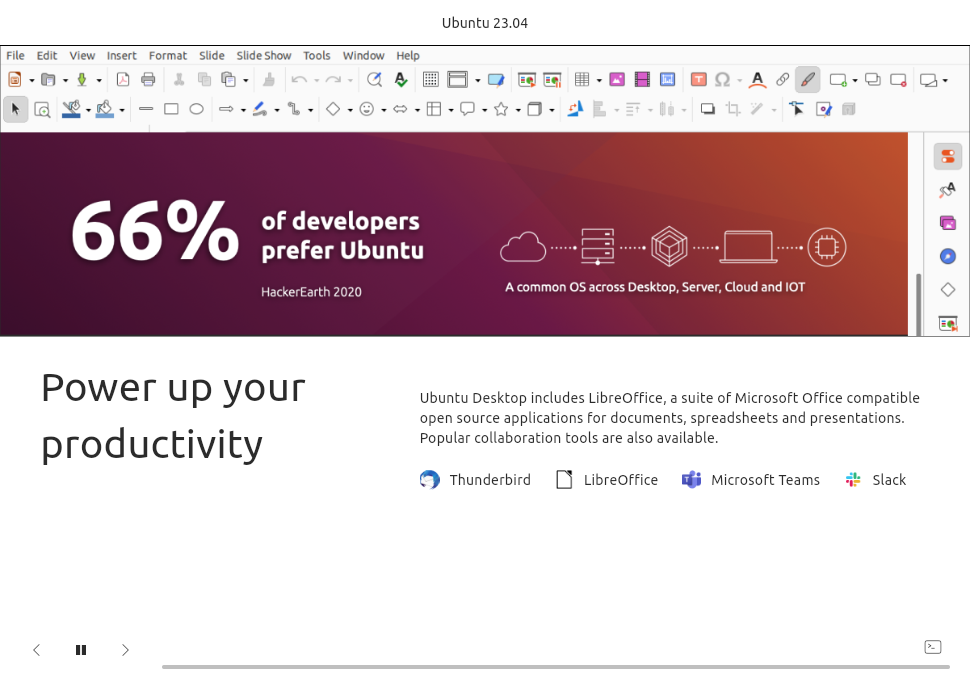 Ubuntu 23.04
File Edit View Insert Format Slide Slide Show Tools Window Help
66% of developers
prefer Ubuntu
HackerEarth 2020
A common OS across Desktop, Server, Cloud and IOT
Power up your
productivity
Ubuntu Desktop includes LibreOffice, a suite of Microsoft Office compatible
open source applications for documents, spreadsheets and presentations.
Popular collaboration tools are also available.
Thunderbird LibreOffice Microsoft Teams Slack